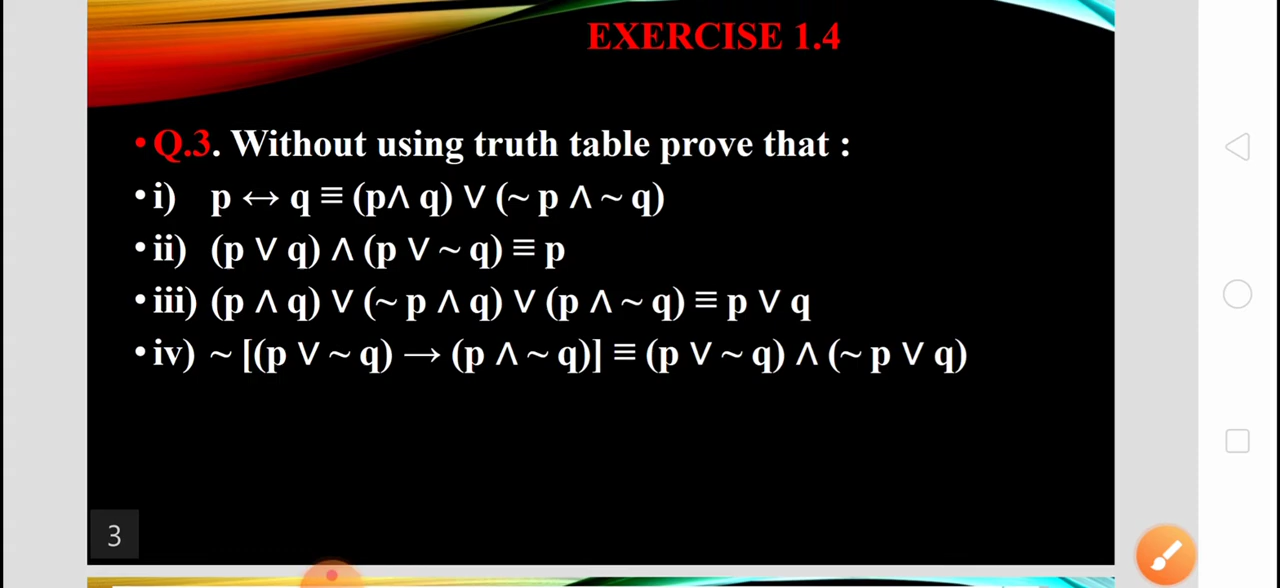 EXERCISE 1.4
• Q.3. Without using truth table prove that :
• i) p ↔ q ≡ (p∧ q) ∨ (~ p ∧ ~ q)
• ii) (p ∨ q) ∧ (p ∨ ~ q) ≡ p
• iii) (p ∧ q) ∨ (~ p ∧ q) ∨ (p ∧ ~ q) ≡ p ∨ q
• iv) ~ [(p ∨ ~ q) → (p ∧ ~ q)] ≡ (p ∨ ~ q) ∧ (~ p ∨ q)
3